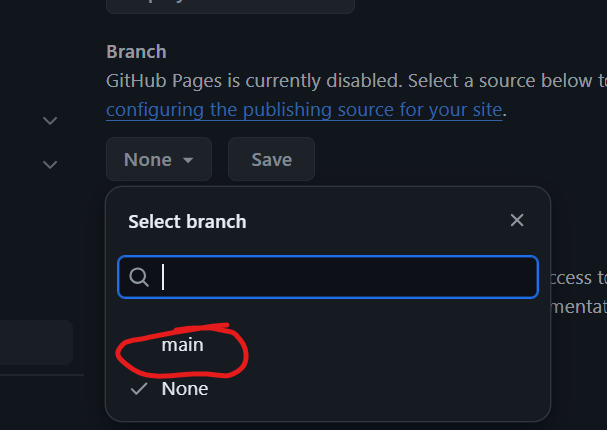 Branch
GitHub Pages is currently disabled. Select a source below to
configuring the publishing source for your site.
None Save
Select branch
main
None